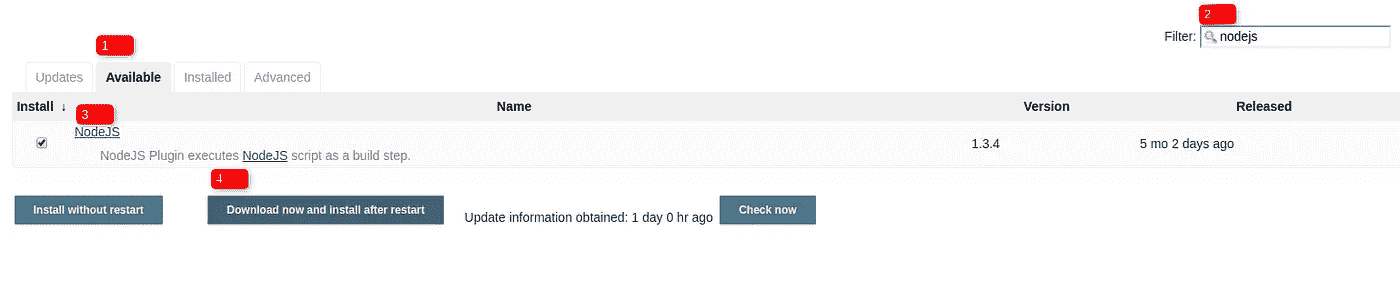 2
Filter: nodejs
1
Updates Available Installed Advanced
Install ↓ Name Version Released
3
NodeJS
1.3.4 5 mo 2 days ago
NodeJS Plugin executes NodeJS script as a build step.
4
Install without restart Download now and install after restart Update information obtained: 1 day 0 hr ago Check now